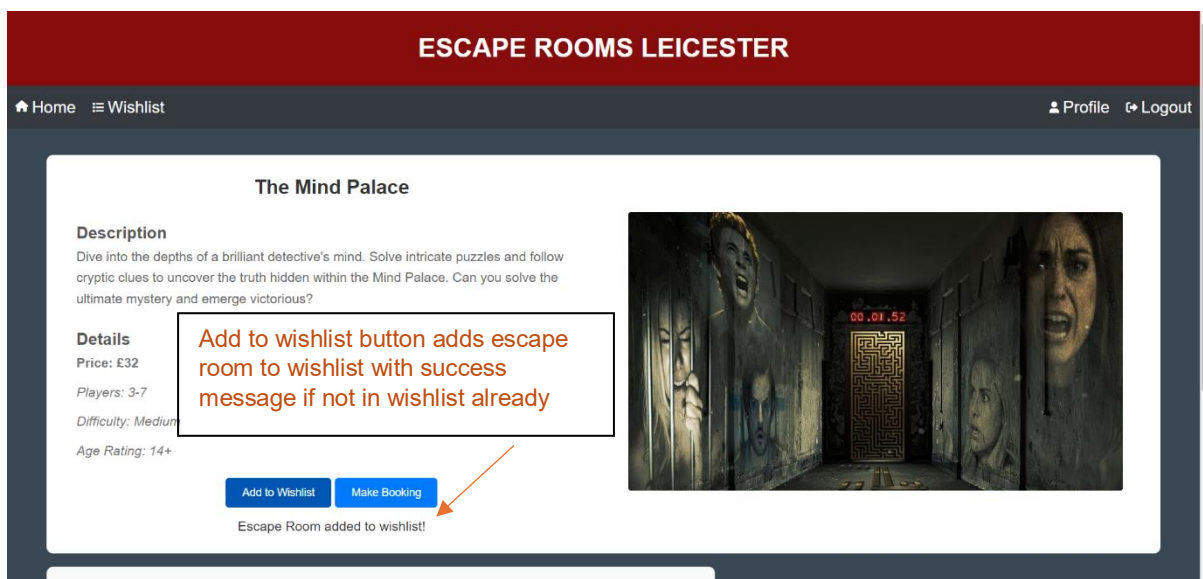 ESCAPE ROOMS LEICESTER
Home Wishlist Profile Logout
The Mind Palace
Description
Dive into the depths of a brilliant detective's mind. Solve intricate puzzles and follow
cryptic clues to uncover the truth hidden within the Mind Palace. Can you solve the
ultimate mystery and emerge victorious?
Details
Price: £32
Players: 3-7
Difficulty: Medium
Age Rating: 14+
Add to wishlist button adds escape
room to wishlist with success
message if not in wishlist already
00.01.52
Add to Wishlist Make Booking
Escape Room added to wishlist!